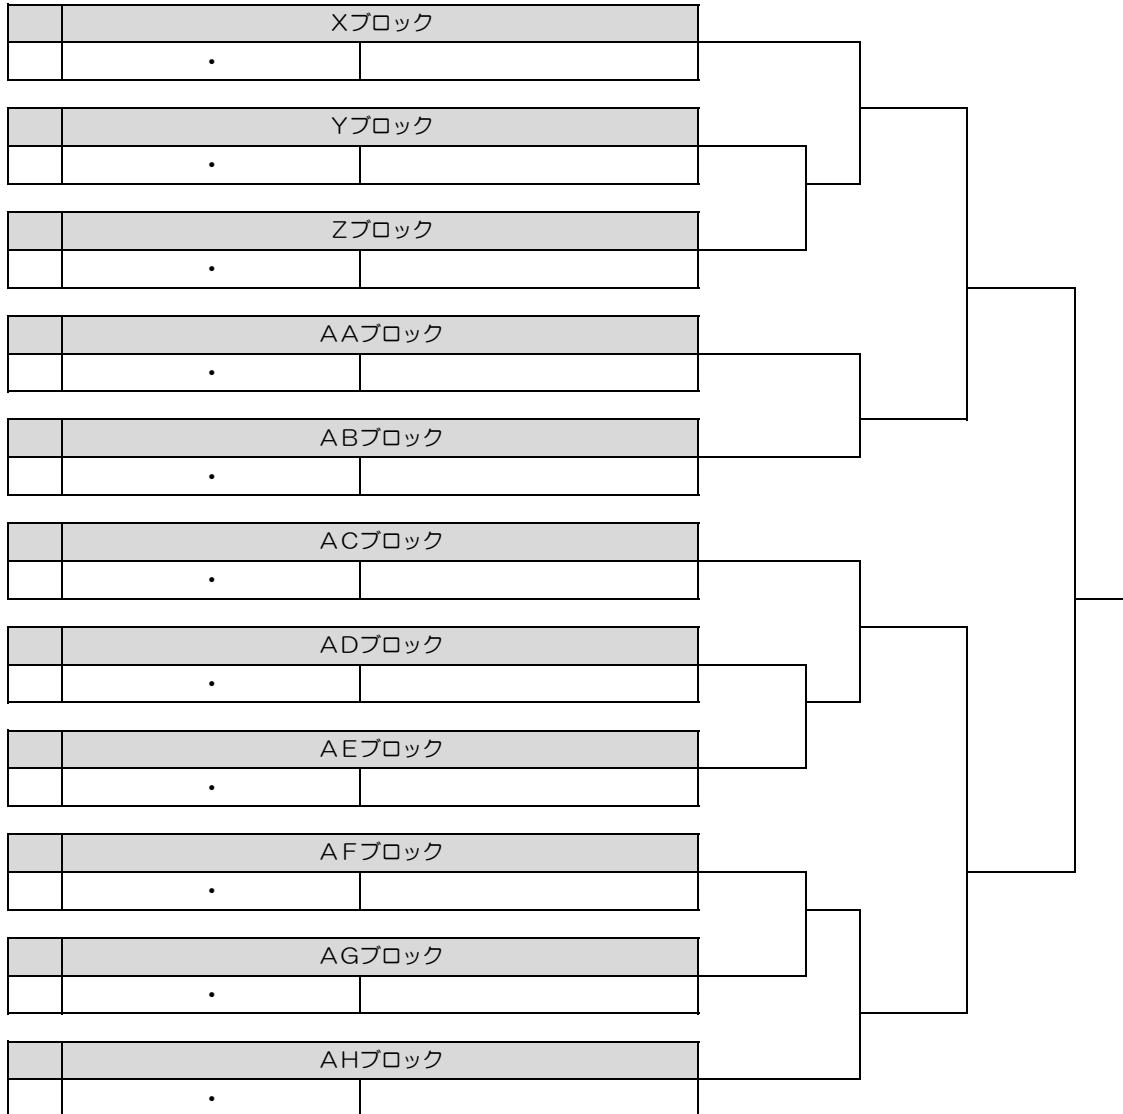 Xブロック
・
Yブロック
・
Zブロック
・
AAブロック
・
ABブロック
・
ACブロック
・
ADブロック
・
AEブロック
・
AFブロック
・
AGブロック
・
AHブロック
・